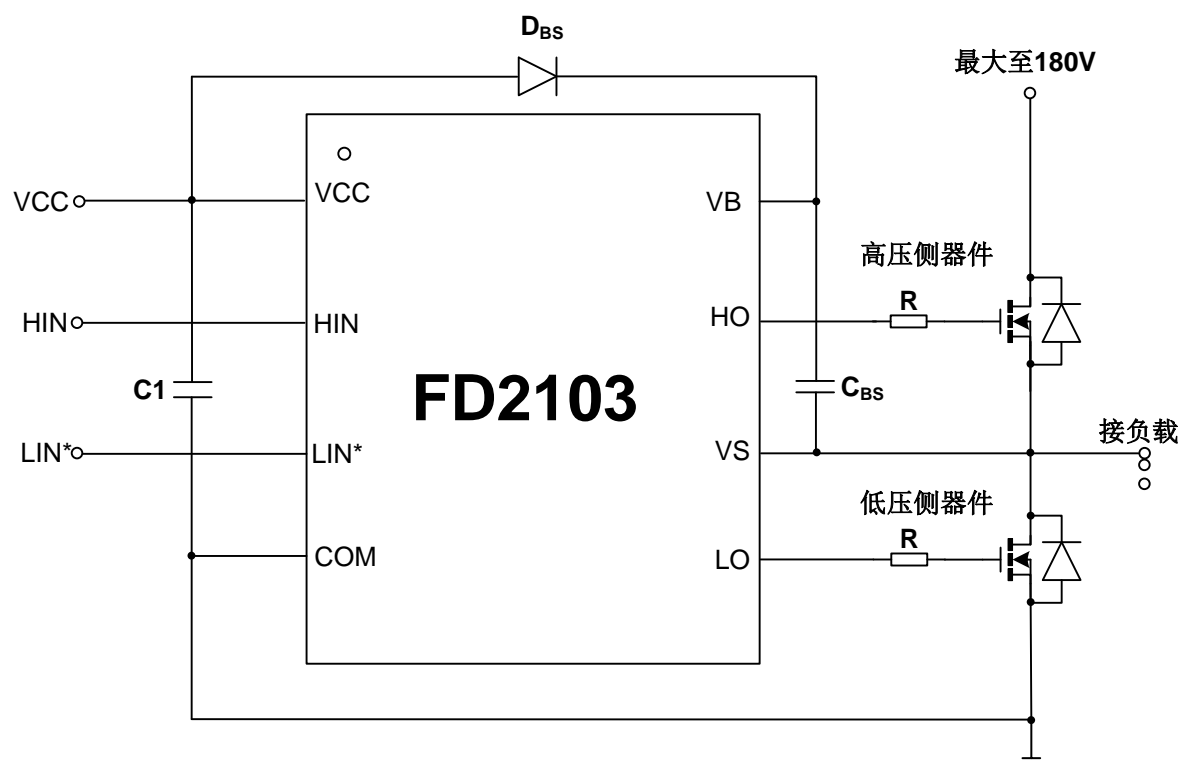 DBS
最大至180V
VCC
VCC
VB
高压侧器件
R
HIN
HIN
HO
C1
FD2103
CBS
接负载
LIN*
LIN*
VS
低压侧器件
R
COM
LO